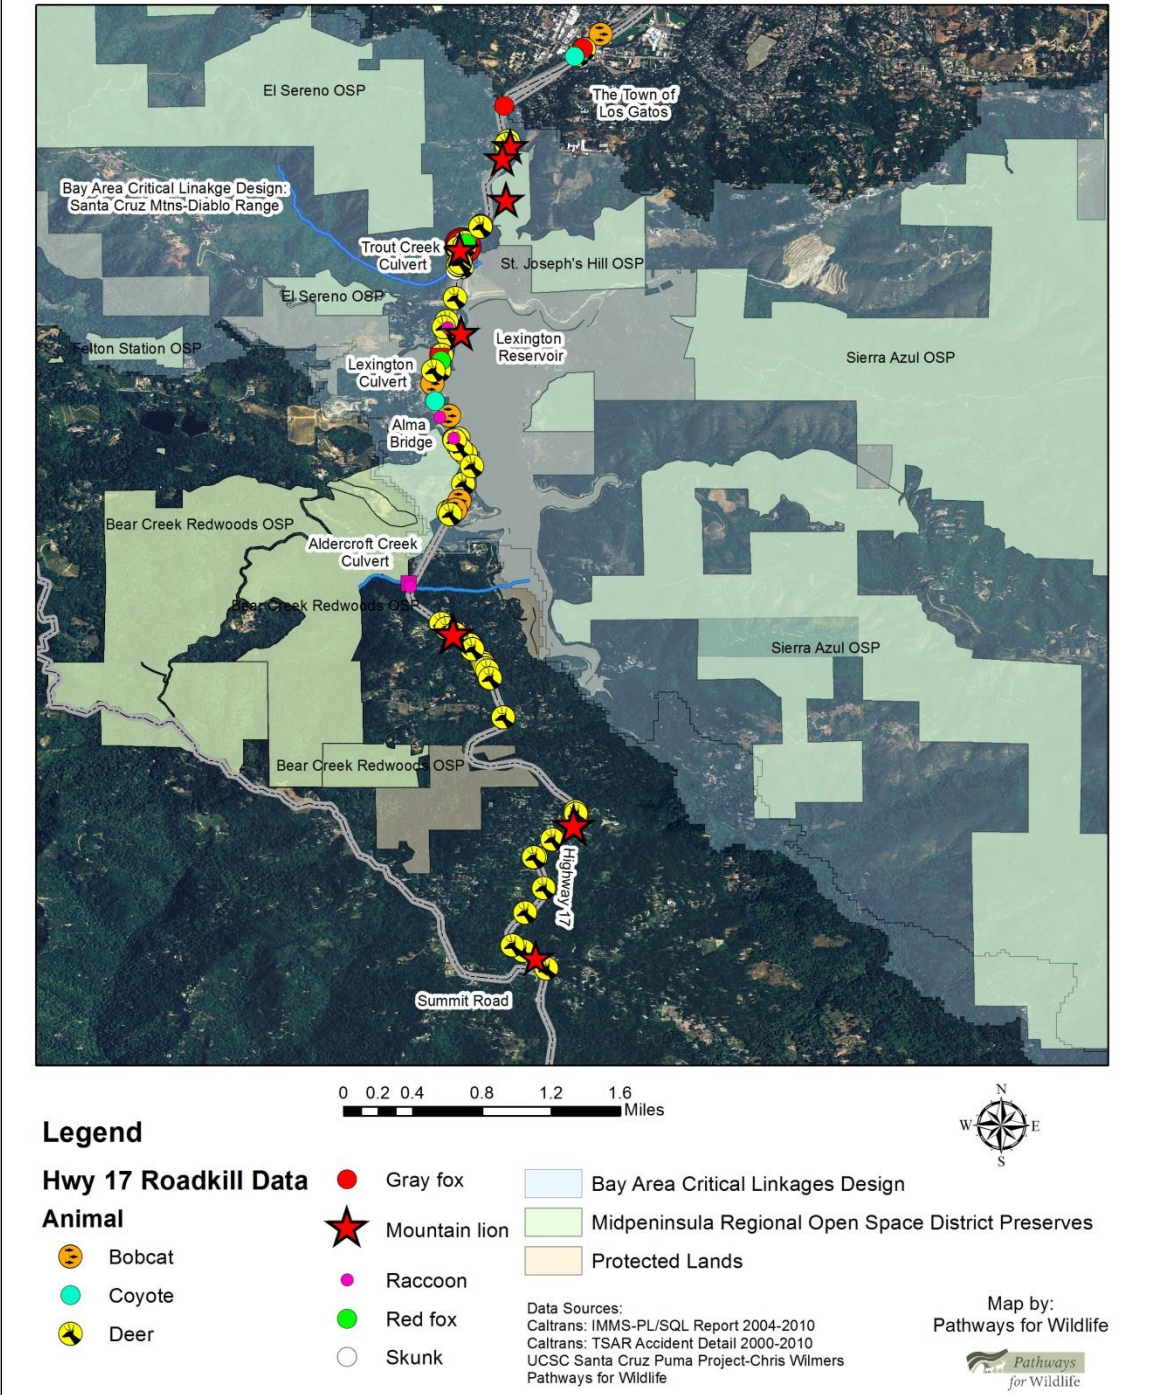 El Sereno OSP
The Town of
Los Gatos
Bay Area Critical Linakge Design:
Santa Cruz Mtns-Diablo Range
Trout Creek
Culvert
St. Joseph's Hill OSP
El Sereno OSP
Felton Station OSP
Lexington
Reservoir
Sierra Azul OSP
Lexington
Culvert
Alma
Bridge
Bear Creek Redwoods OSP
Aldercroft Creek
Culvert
Bear Creek Redwoods OSP
Sierra Azul OSP
Bear Creek Redwoods OSP
Highway 17
Summit Road
0 0.2 0.4 0.8 1.2 1.6
Miles
N
W E
S
Legend
Hwy 17 Roadkill Data
Animal
Bobcat
Coyote
Deer
Gray fox
Mountain lion
Raccoon
Red fox
Skunk
Bay Area Critical Linkages Design
Midpeninsula Regional Open Space District Preserves
Protected Lands
Data Sources:
Caltrans: IMMS-PL/SQL Report 2004-2010
Caltrans: TSAR Accident Detail 2000-2010
UCSC Santa Cruz Puma Project-Chris Wilmers
Pathways for Wildlife
Map by:
Pathways for Wildlife
Pathways
for Wildlife